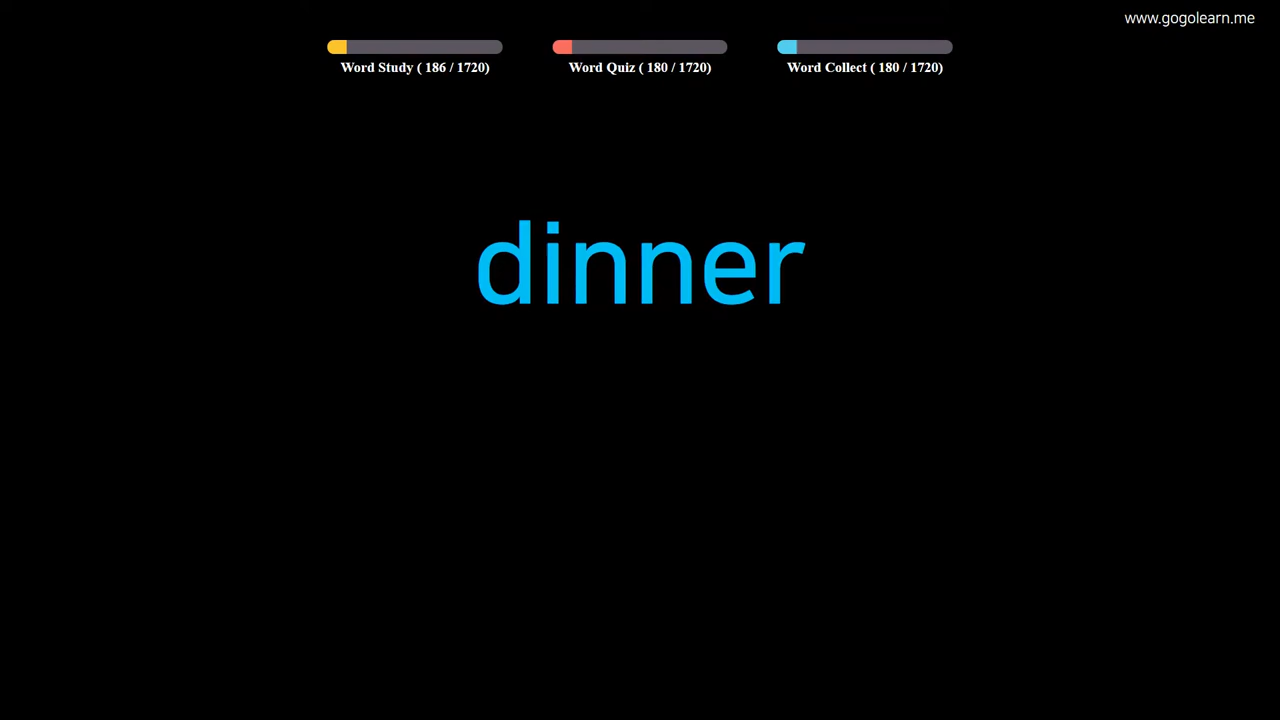 www.gogolearn.me
Word Study ( 186 / 1720) Word Quiz ( 180 / 1720) Word Collect ( 180 / 1720)
dinner